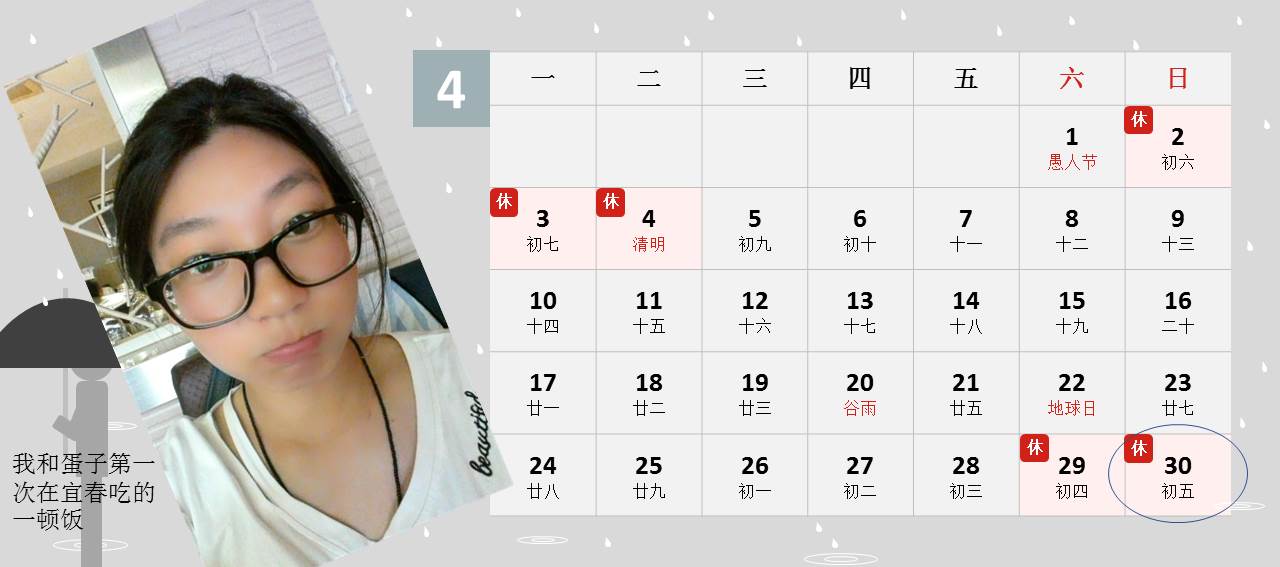 4
一 二 三 四 五 六 日
休
1 2
愚人节 初六
休 休
3 4 5 6 7 8 9
初七 清明 初九 初十 十一 十二 十三
10 11 12 13 14 15 16
十四 十五 十六 十七 十八 十九 二十
17 18 19 20 21 22 23
廿一 廿二 廿三 谷雨 廿五 地球日 廿七
休 休
24 25 26 27 28 29 30
廿八 廿九 初一 初二 初三 初四 初五
beautiful
我和蛋子第一
次在宜春吃的
一顿饭